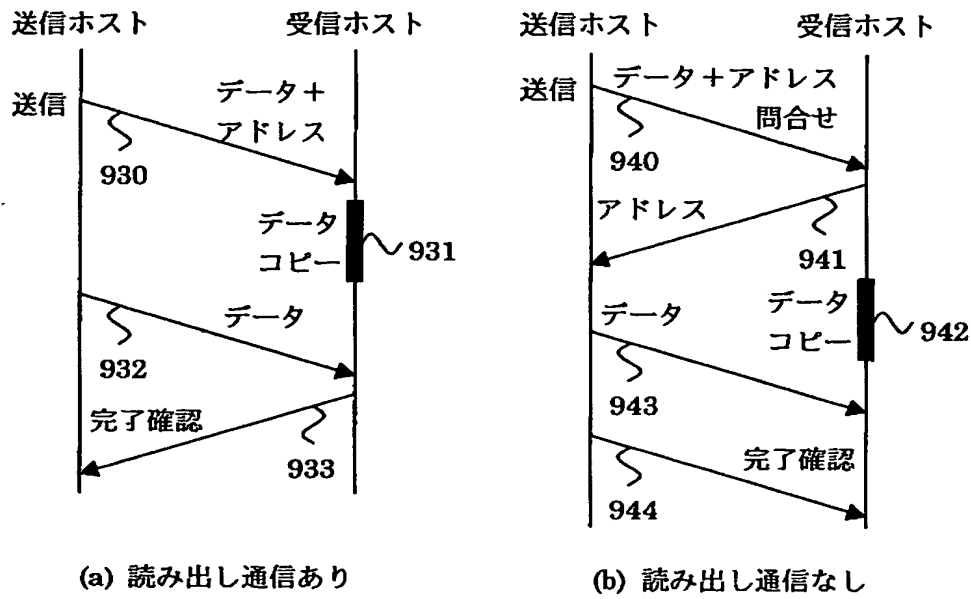 送信ホスト
受信ホスト
送信
データ＋
アドレス
930
データ
コピー
931
データ
932
完了確認
933
(a) 読み出し通信あり
送信ホスト
受信ホスト
送信
データ＋アドレス
問合せ
940
アドレス
941
データ
コピー
942
データ
943
完了確認
944
(b) 読み出し通信なし